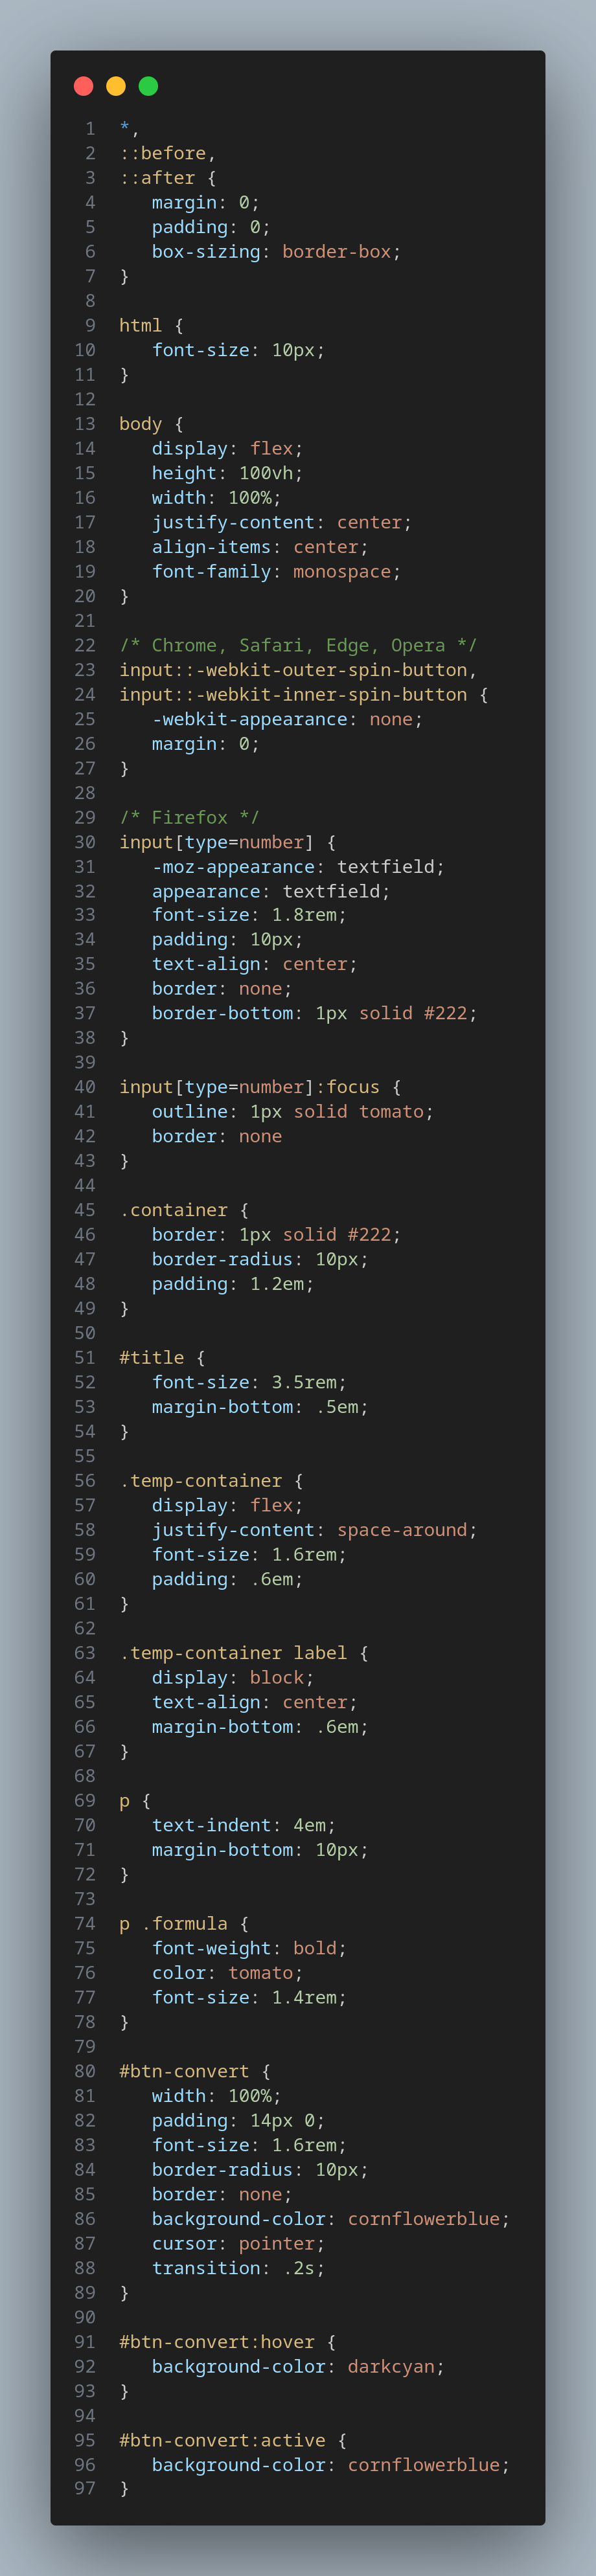 1 *,
2 ::before,
3 ::after {
4    margin: 0;
5    padding: 0;
6    box-sizing: border-box;
7 }
8
9 html {
10    font-size: 10px;
11 }
12
13 body {
14    display: flex;
15    height: 100vh;
16    width: 100%;
17    justify-content: center;
18    align-items: center;
19    font-family: monospace;
20 }
21
22 /* Chrome, Safari, Edge, Opera */
23 input::-webkit-outer-spin-button,
24 input::-webkit-inner-spin-button {
25    -webkit-appearance: none;
26    margin: 0;
27 }
28
29 /* Firefox */
30 input[type=number] {
31    -moz-appearance: textfield;
32    appearance: textfield;
33    font-size: 1.8rem;
34    padding: 10px;
35    text-align: center;
36    border: none;
37    border-bottom: 1px solid #222;
38 }
39
40 input[type=number]:focus {
41    outline: 1px solid tomato;
42    border: none
43 }
44
45 .container {
46    border: 1px solid #222;
47    border-radius: 10px;
48    padding: 1.2em;
49 }
50
51 #title {
52    font-size: 3.5rem;
53    margin-bottom: .5em;
54 }
55
56 .temp-container {
57    display: flex;
58    justify-content: space-around;
59    font-size: 1.6rem;
60    padding: .6em;
61 }
62
63 .temp-container label {
64    display: block;
65    text-align: center;
66    margin-bottom: .6em;
67 }
68
69 p {
70    text-indent: 4em;
71    margin-bottom: 10px;
72 }
73
74 p .formula {
75    font-weight: bold;
76    color: tomato;
77    font-size: 1.4rem;
78 }
79
80 #btn-convert {
81    width: 100%;
82    padding: 14px 0;
83    font-size: 1.6rem;
84    border-radius: 10px;
85    border: none;
86    background-color: cornflowerblue;
87    cursor: pointer;
88    transition: .2s;
89 }
90
91 #btn-convert:hover {
92    background-color: darkcyan;
93 }
94
95 #btn-convert:active {
96    background-color: cornflowerblue;
97 }